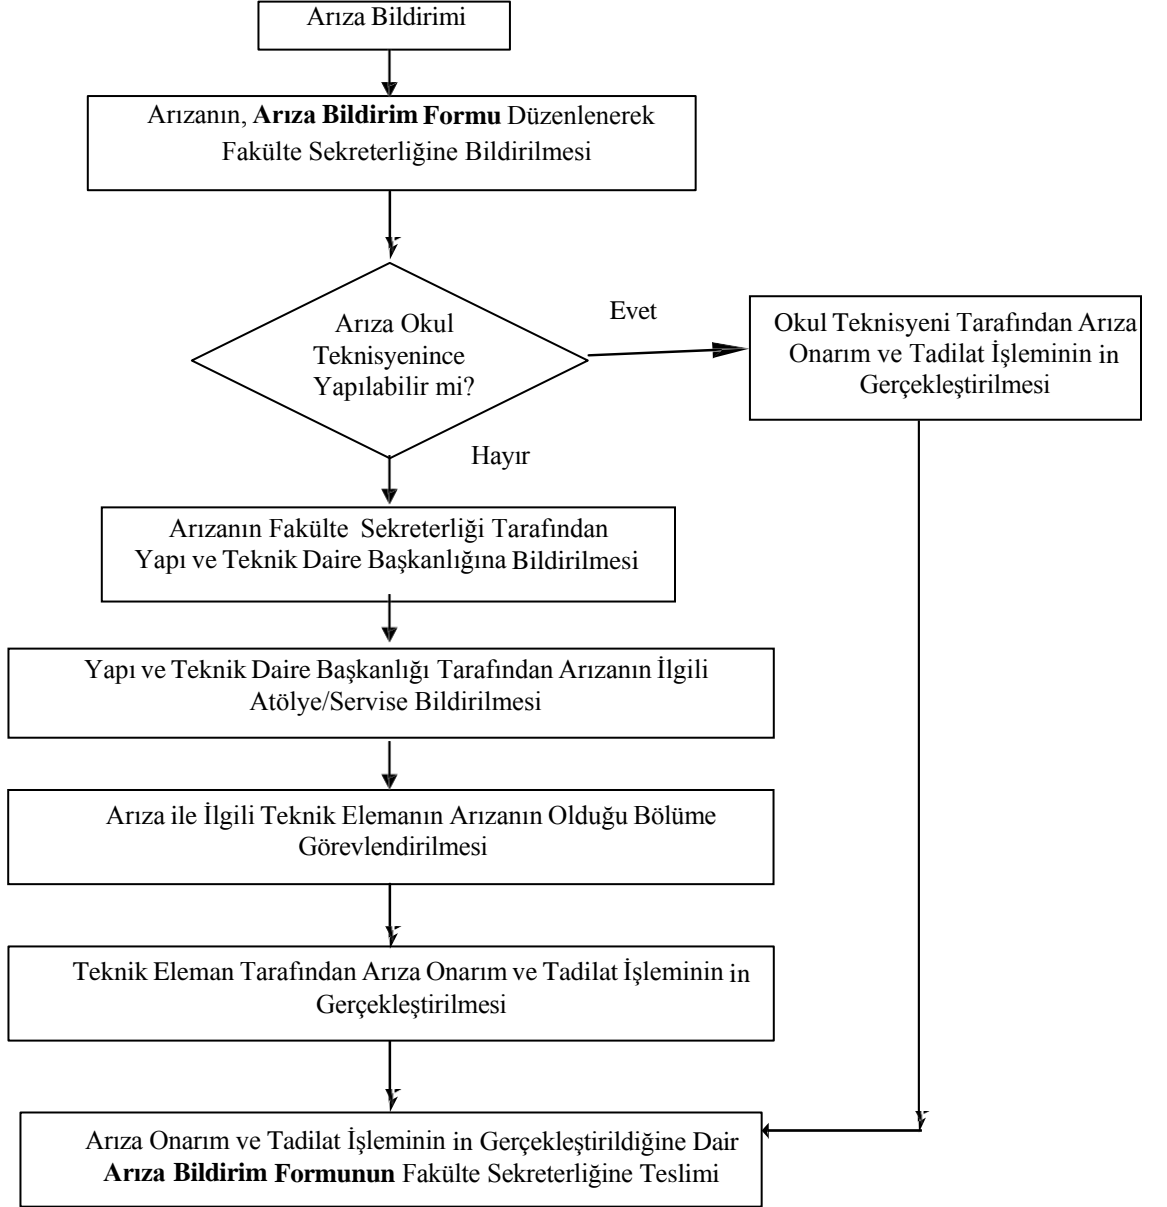 Arıza Bildirimi
Arızanın, Arıza Bildirim Formu Düzenlenerek
Fakülte Sekreterliğine Bildirilmesi
Arıza Okul
Teknisyenince
Yapılabilir mi?
Evet
Okul Teknisyeni Tarafından Arıza
Onarım ve Tadilat İşleminin in
Gerçekleştirilmesi
Hayır
Arızanın Fakülte Sekreterliği Tarafından
Yapı ve Teknik Daire Başkanlığına Bildirilmesi
Yapı ve Teknik Daire Başkanlığı Tarafından Arızanın İlgili
Atölye/Servise Bildirilmesi
Arıza ile İlgili Teknik Elemanın Arızanın Olduğu Bölüme
Görevlendirilmesi
Teknik Eleman Tarafından Arıza Onarım ve Tadilat İşleminin in
Gerçekleştirilmesi
Arıza Onarım ve Tadilat İşleminin in Gerçekleştirildiğine Dair
Arıza Bildirim Formunun Fakülte Sekreterliğine Teslimi